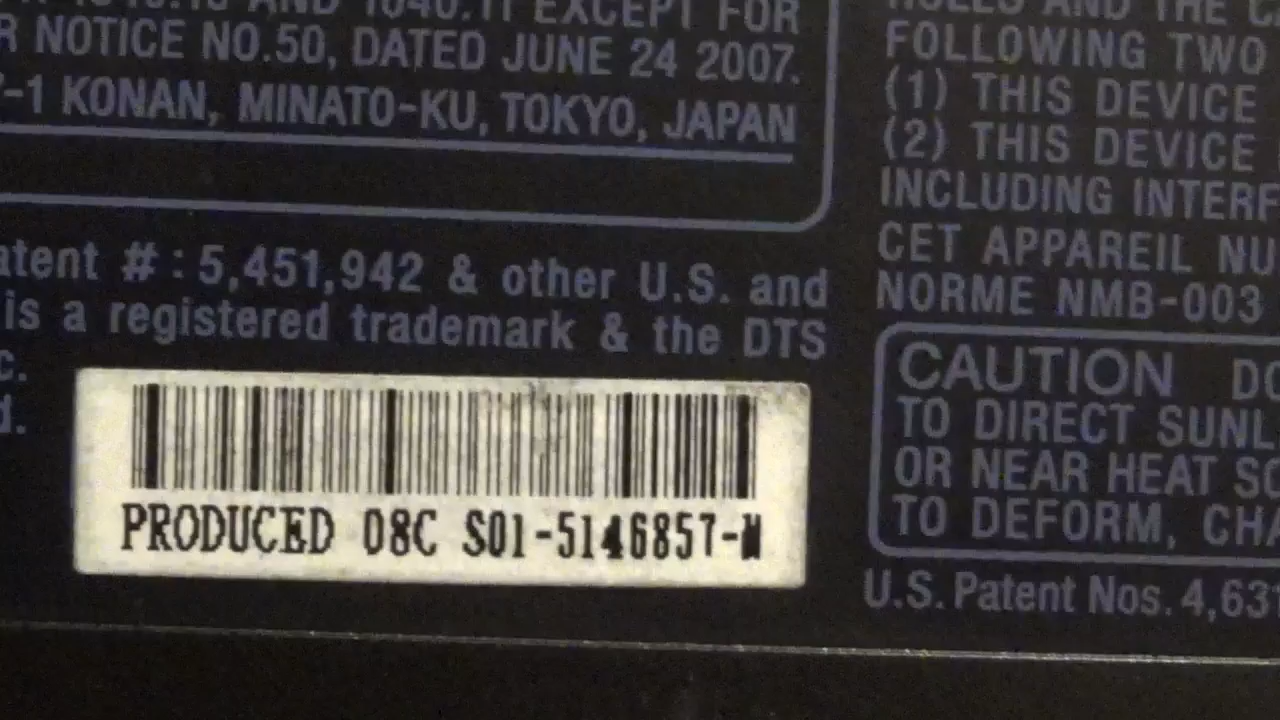 AND 1040.11 EXCEPT FOR
R NOTICE NO.50, DATED JUNE 24 2007.
-1 KONAN, MINATO-KU, TOKYO, JAPAN
atent #: 5,451,942 & other U.S. and
is a registered trademark & the DTS
c.
d.
PRODUCED 08C S01-5146857-M
AND THE
FOLLOWING TWO
(1) THIS DEVICE
(2) THIS DEVICE
INCLUDING INTERF
CET APPAREIL NU
NORME NMB-003
CAUTION DO
TO DIRECT SUNL
OR NEAR HEAT SO
TO DEFORM, CHA
U.S. Patent Nos. 4,631